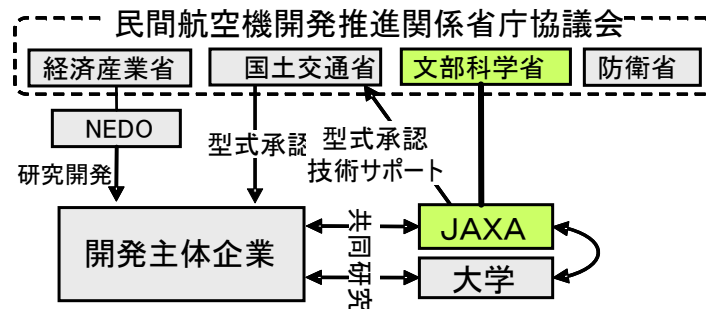 民間航空機開発推進関係省庁協議会
経済産業省
国土交通省
文部科学省
防衛省
NEDO
型式承認
型式承認
技術サポート
研究開発
開発主体企業
共同研究
JAXA
大学